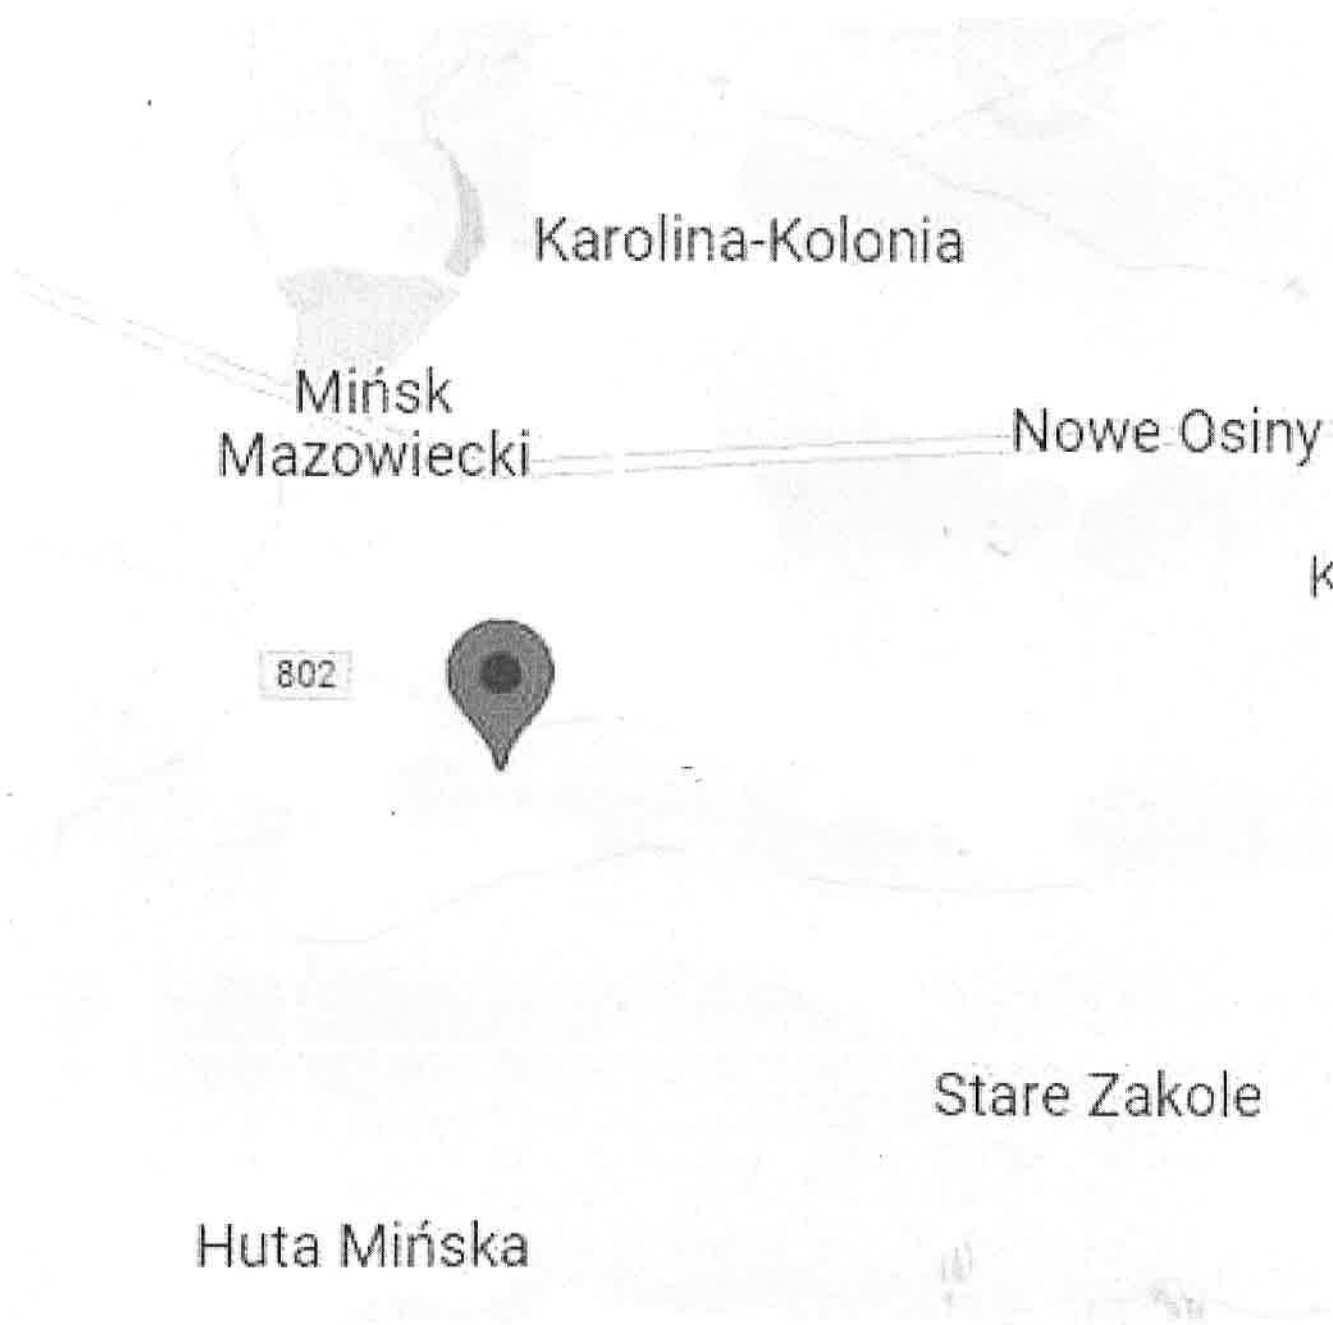 Karolina-Kolonia
Mińsk
Mazowiecki
Nowe Osiny
K
802
Stare Zakole
Huta Mińska